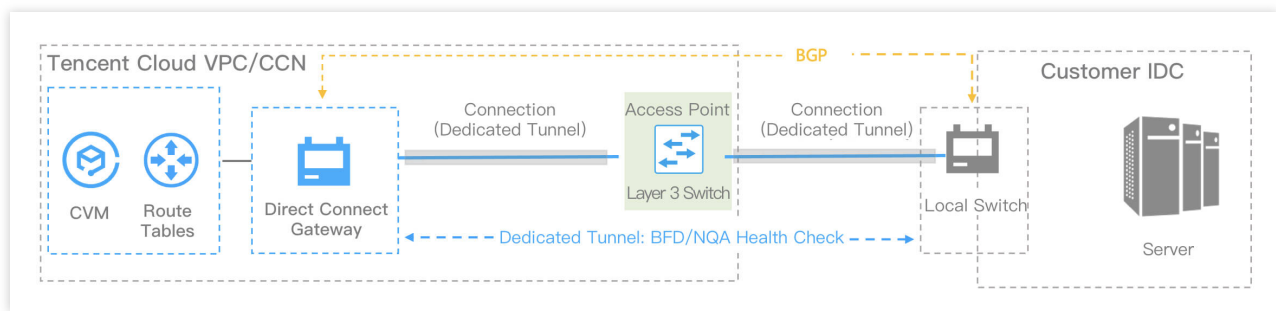 Tencent Cloud VPC/CCN
BGP
Customer IDC
Connection
(Dedicated Tunnel)
Access Point
Connection
(Dedicated Tunnel)
CVM
Route
Tables
Direct Connect
Gateway
Layer 3 Switch
Local Switch
Dedicated Tunnel: BFD/NQA Health Check
Server